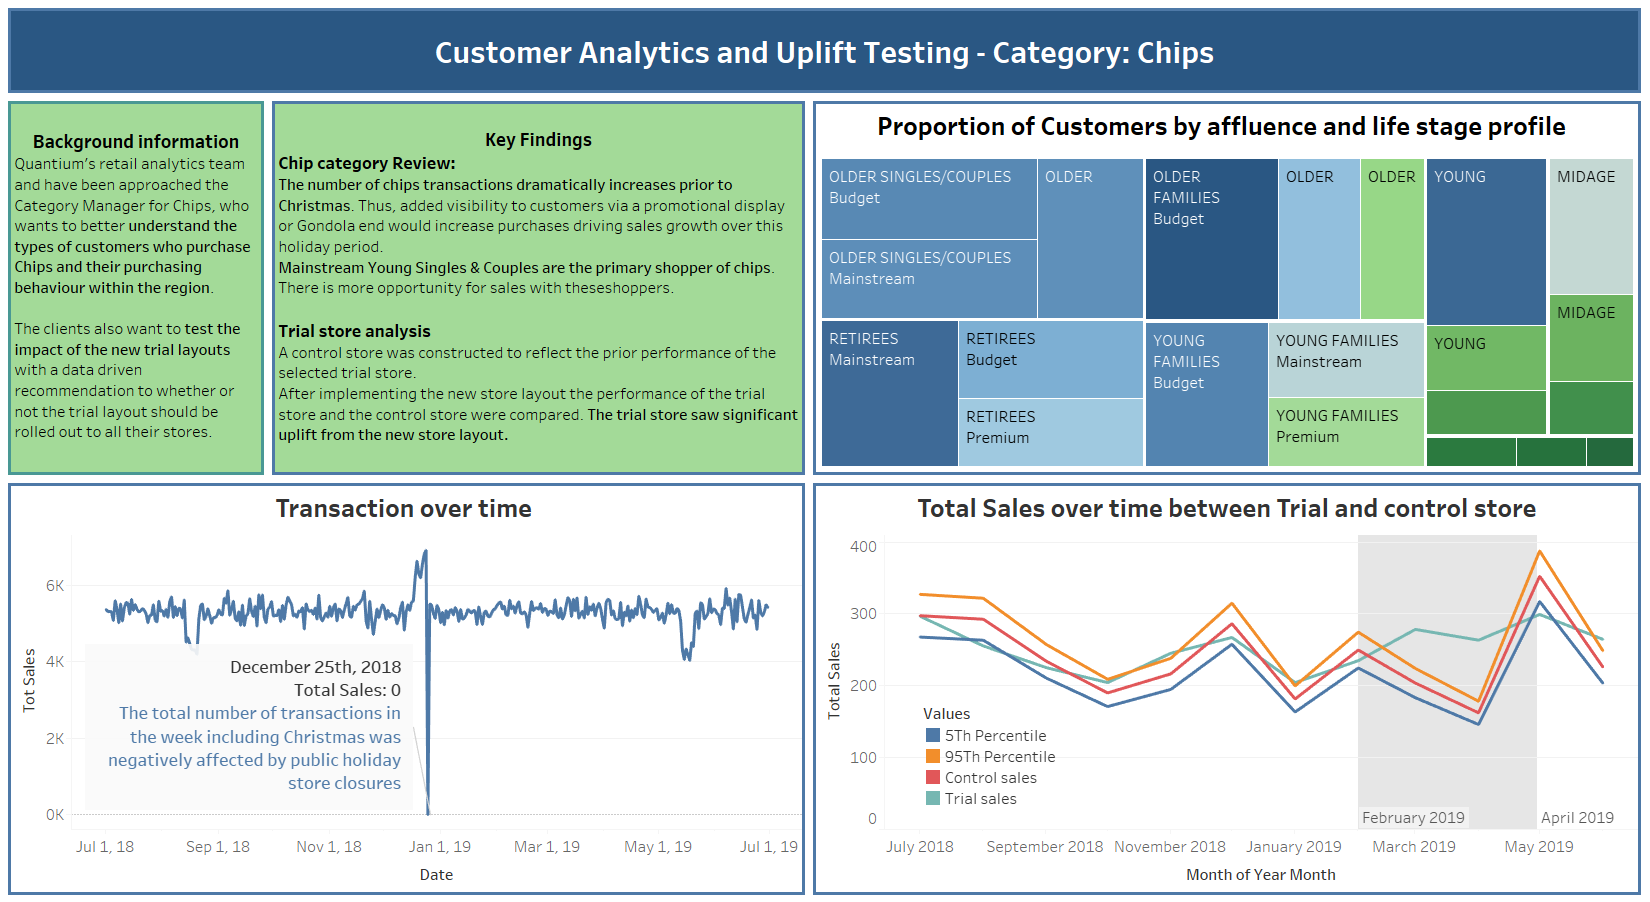 Customer Analytics and Uplift Testing - Category: Chips
Background information
Quantium's retail analytics team
and have been approached the
Category Manager for Chips, who
wants to better understand the
types of customers who purchase
Chips and their purchasing
behaviour within the region.
The clients also want to test the
impact of the new trial layouts
with a data driven
recommendation to whether or
not the trial layout should be
rolled out to all their stores.
Key Findings
Chip category Review:
The number of chips transactions dramatically increases prior to
Christmas. Thus, added visibility to customers via a promotional display
or Gondola end would increase purchases driving sales growth over this
holiday period.
Mainstream Young Singles & Couples are the primary shopper of chips.
There is more opportunity for sales with theseshoppers.
Trial store analysis
A control store was constructed to reflect the prior performance of the
selected trial store.
After implementing the new store layout the performance of the trial
store and the control store were compared. The trial store saw significant
uplift from the new store layout.
Proportion of Customers by affluence and life stage profile
OLDER SINGLES/COUPLES
Budget
OLDER SINGLES/COUPLES
Mainstream
OLDER
RETIREES
Mainstream
RETIREES
Budget
RETIREES
Premium
OLDER
FAMILIES
Budget
OLDER
OLDER
YOUNG
FAMILIES
Budget
YOUNG FAMILIES
Mainstream
YOUNG FAMILIES
Premium
YOUNG
YOUNG
MIDAGE
MIDAGE
Transaction over time
Tot Sales
6K
4K
2K
0K
December 25th, 2018
Total Sales: 0
The total number of transactions in
the week including Christmas was
negatively affected by public holiday
store closures
Jul 1, 18
Sep 1, 18
Nov 1, 18
Jan 1, 19
Mar 1, 19
May 1, 19
Jul 1, 19
Date
Total Sales over time between Trial and control store
Total Sales
400
300
200
100
0
Values
5Th Percentile
95Th Percentile
Control sales
Trial sales
February 2019
April 2019
July 2018
September 2018
November 2018
January 2019
March 2019
May 2019
Month of Year Month